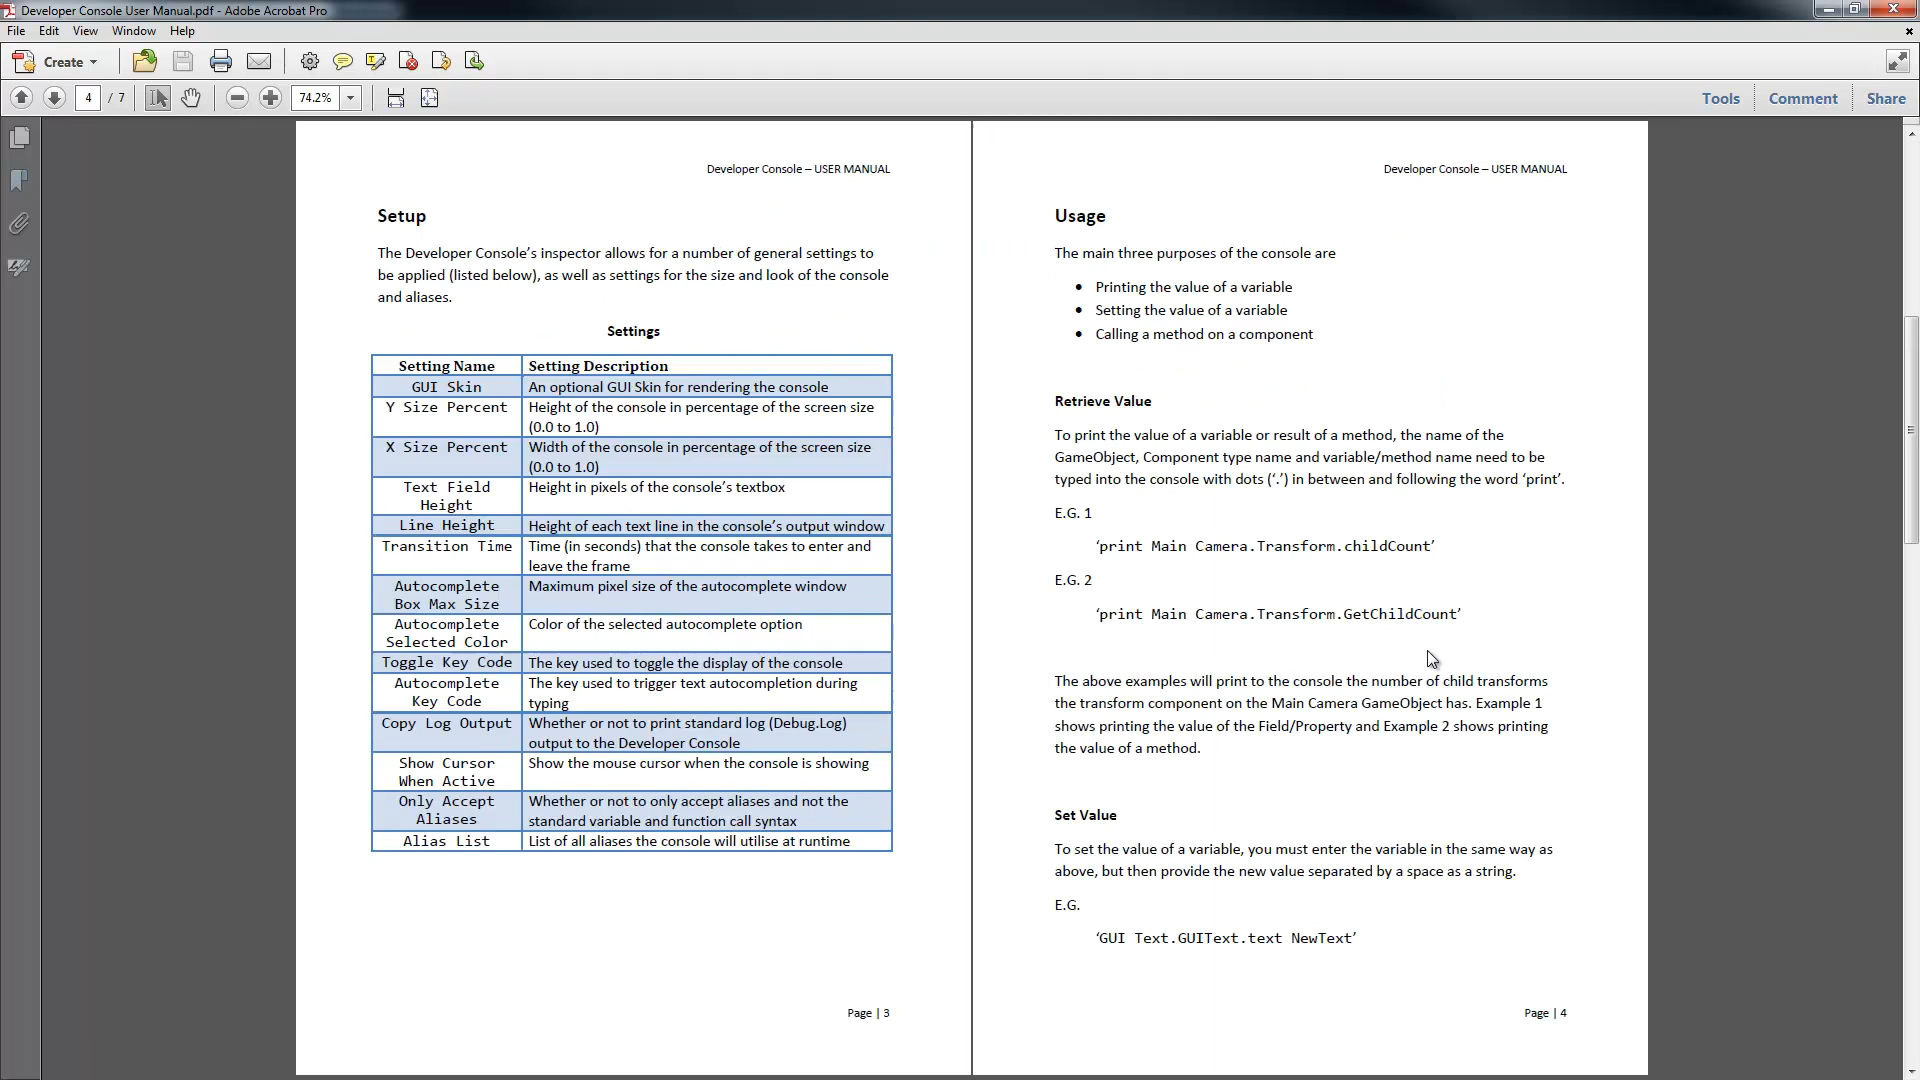 Developer Console User Manual.pdf - Adobe Acrobat Pro
File Edit View Window Help
Create
4 / 7 74.2% Tools Comment Share
Developer Console – USER MANUAL
Setup
The Developer Console’s inspector allows for a number of general settings to
be applied (listed below), as well as settings for the size and look of the console
and aliases.
Settings
Setting Name Setting Description
GUI Skin An optional GUI Skin for rendering the console
Y Size Percent Height of the console in percentage of the screen size
(0.0 to 1.0)
X Size Percent Width of the console in percentage of the screen size
(0.0 to 1.0)
Text Field Height in pixels of the console’s textbox
Height
Line Height Height of each text line in the console’s output window
Transition Time Time (in seconds) that the console takes to enter and
leave the frame
Autocomplete Maximum pixel size of the autocomplete window
Box Max Size
Autocomplete Color of the selected autocomplete option
Selected Color
Toggle Key Code The key used to toggle the display of the console
Autocomplete The key used to trigger text autocompletion during
Key Code typing
Copy Log Output Whether or not to print standard log (Debug.Log)
output to the Developer Console
Show Cursor Show the mouse cursor when the console is showing
When Active
Only Accept Whether or not to only accept aliases and not the
Aliases standard variable and function call syntax
Alias List List of all aliases the console will utilise at runtime
Page | 3
Developer Console – USER MANUAL
Usage
The main three purposes of the console are
• Printing the value of a variable
• Setting the value of a variable
• Calling a method on a component
Retrieve Value
To print the value of a variable or result of a method, the name of the
GameObject, Component type name and variable/method name need to be
typed into the console with dots (‘.’) in between and following the word ‘print’.
E.G. 1
‘print Main Camera.Transform.childCount’
E.G. 2
‘print Main Camera.Transform.GetChildCount’
The above examples will print to the console the number of child transforms
the transform component on the Main Camera GameObject has. Example 1
shows printing the value of the Field/Property and Example 2 shows printing
the value of a method.
Set Value
To set the value of a variable, you must enter the variable in the same way as
above, but then provide the new value separated by a space as a string.
E.G.
‘GUI Text.GUIText.text NewText’
Page | 4